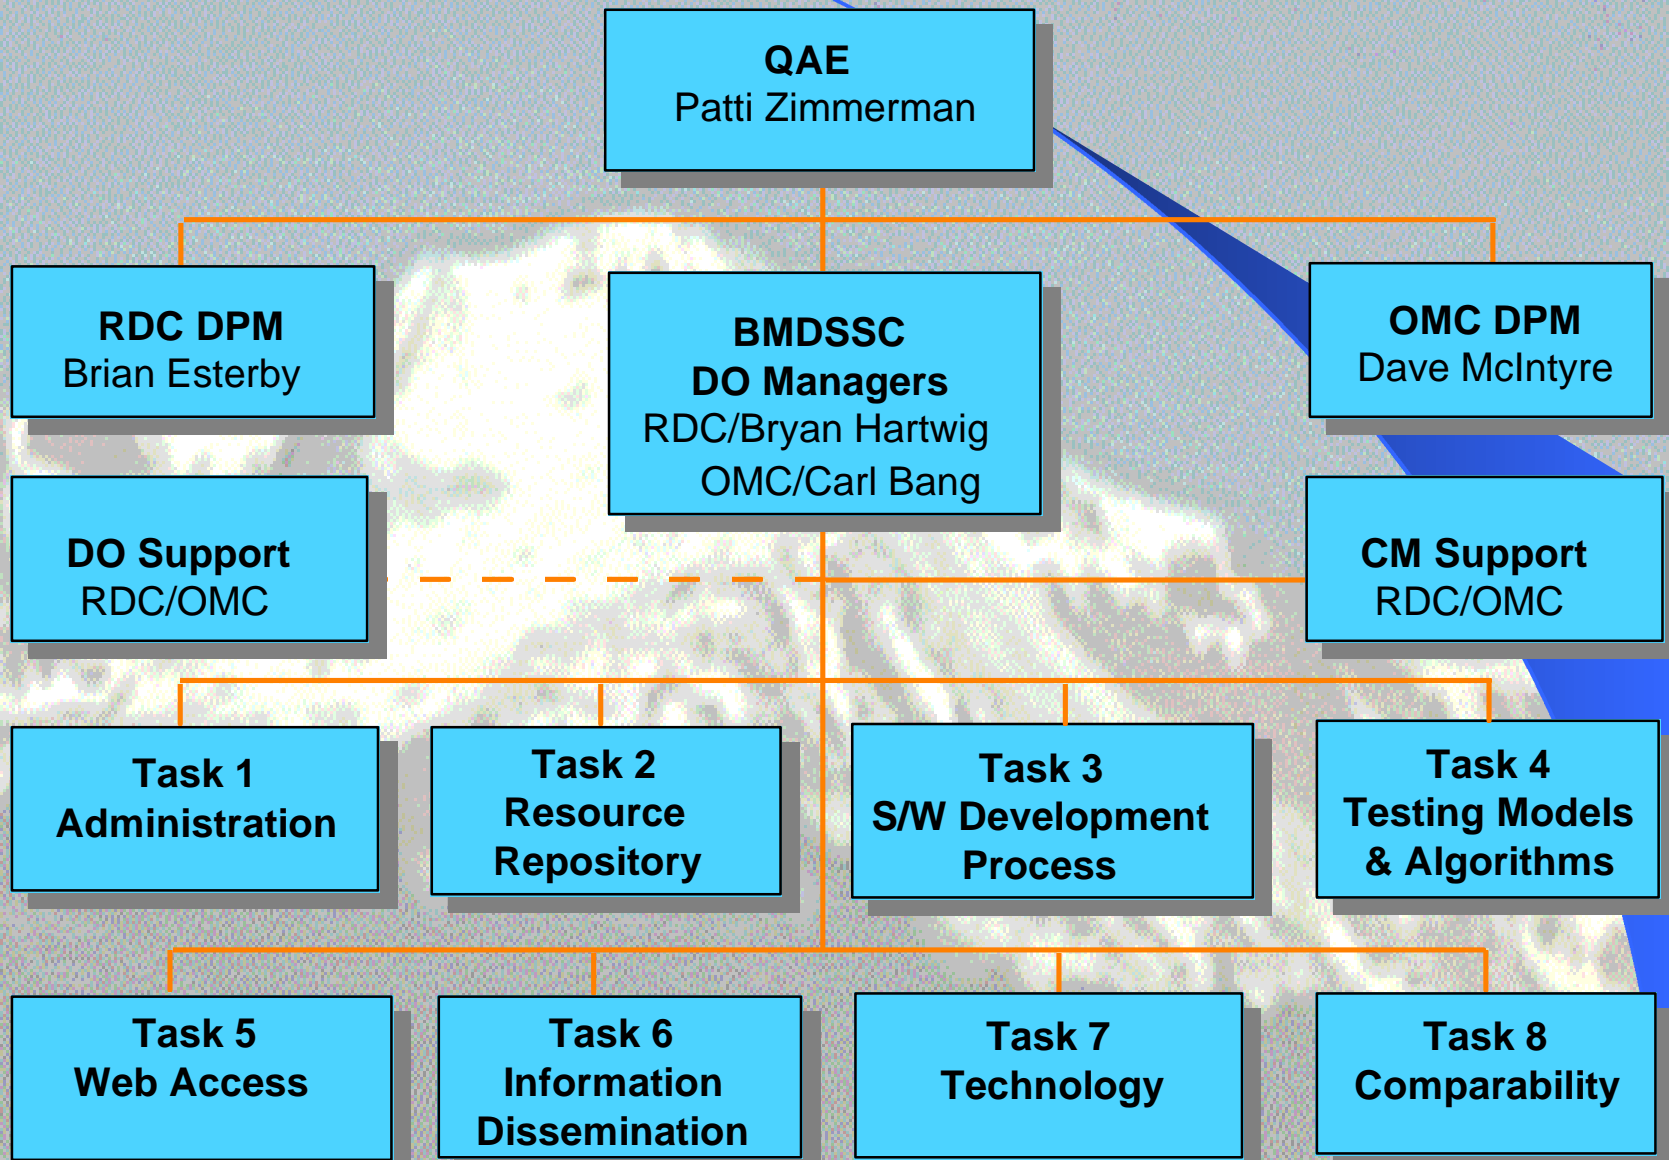 QAE
Patti Zimmerman
RDC DPM
Brian Esterby
BMDSSC
DO Managers
RDC/Bryan Hartwig
OMC/Carl Bang
OMC DPM
Dave McIntyre
DO Support
RDC/OMC
CM Support
RDC/OMC
Task 1
Administration
Task 2
Resource
Repository
Task 3
S/W Development
Process
Task 4
Testing Models
& Algorithms
Task 5
Web Access
Task 6
Information
Dissemination
Task 7
Technology
Task 8
Comparability